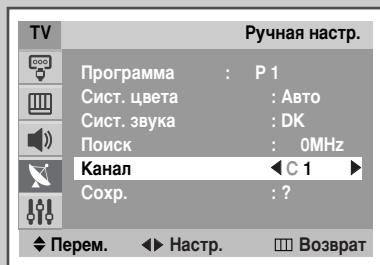 TV Ручная настр.
Программа : P 1
Сист. цвета : Авто
Сист. звука : DK
Поиск : 0MHz
Канал ◀ C 1 ▶
Сохр. : ?
Перем. Настр. Возврат